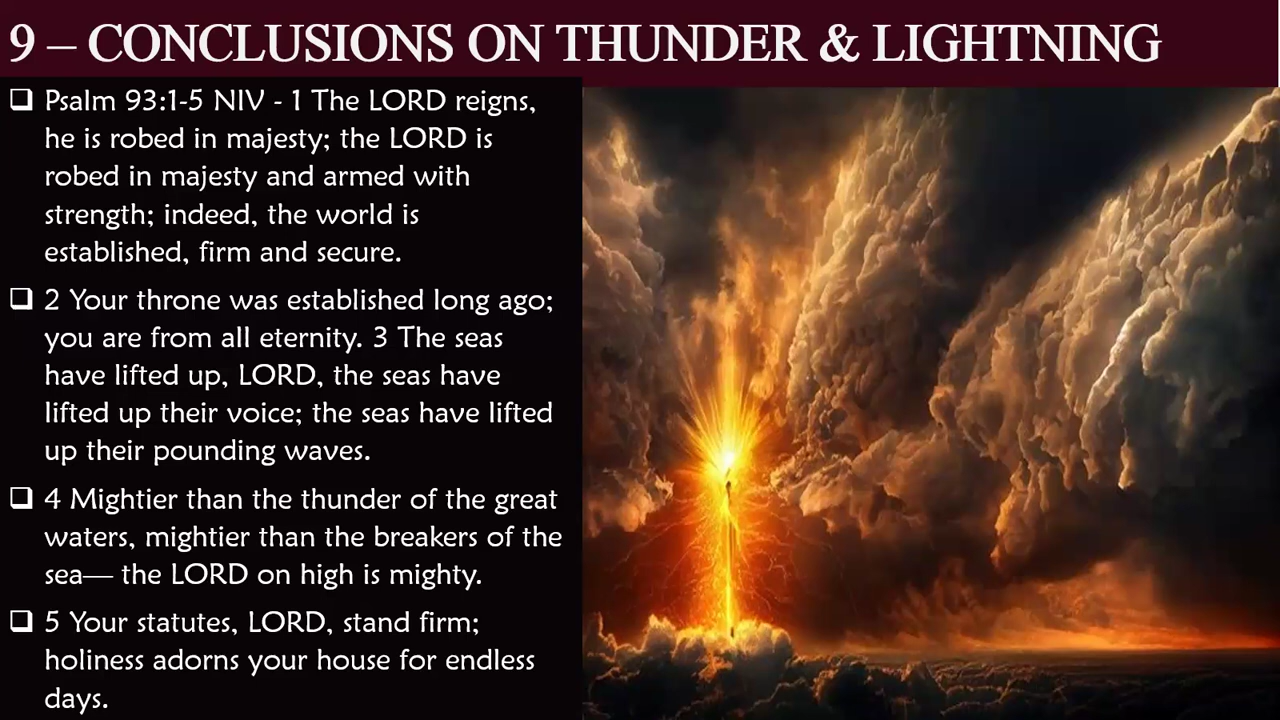 9 – CONCLUSIONS ON THUNDER & LIGHTNING
❑ Psalm 93:1-5 NIV - 1 The LORD reigns,
he is robed in majesty; the LORD is
robed in majesty and armed with
strength; indeed, the world is
established, firm and secure.
❑ 2 Your throne was established long ago;
you are from all eternity. 3 The seas
have lifted up, LORD, the seas have
lifted up their voice; the seas have lifted
up their pounding waves.
❑ 4 Mightier than the thunder of the great
waters, mightier than the breakers of the
sea— the LORD on high is mighty.
❑ 5 Your statutes, LORD, stand firm;
holiness adorns your house for endless
days.